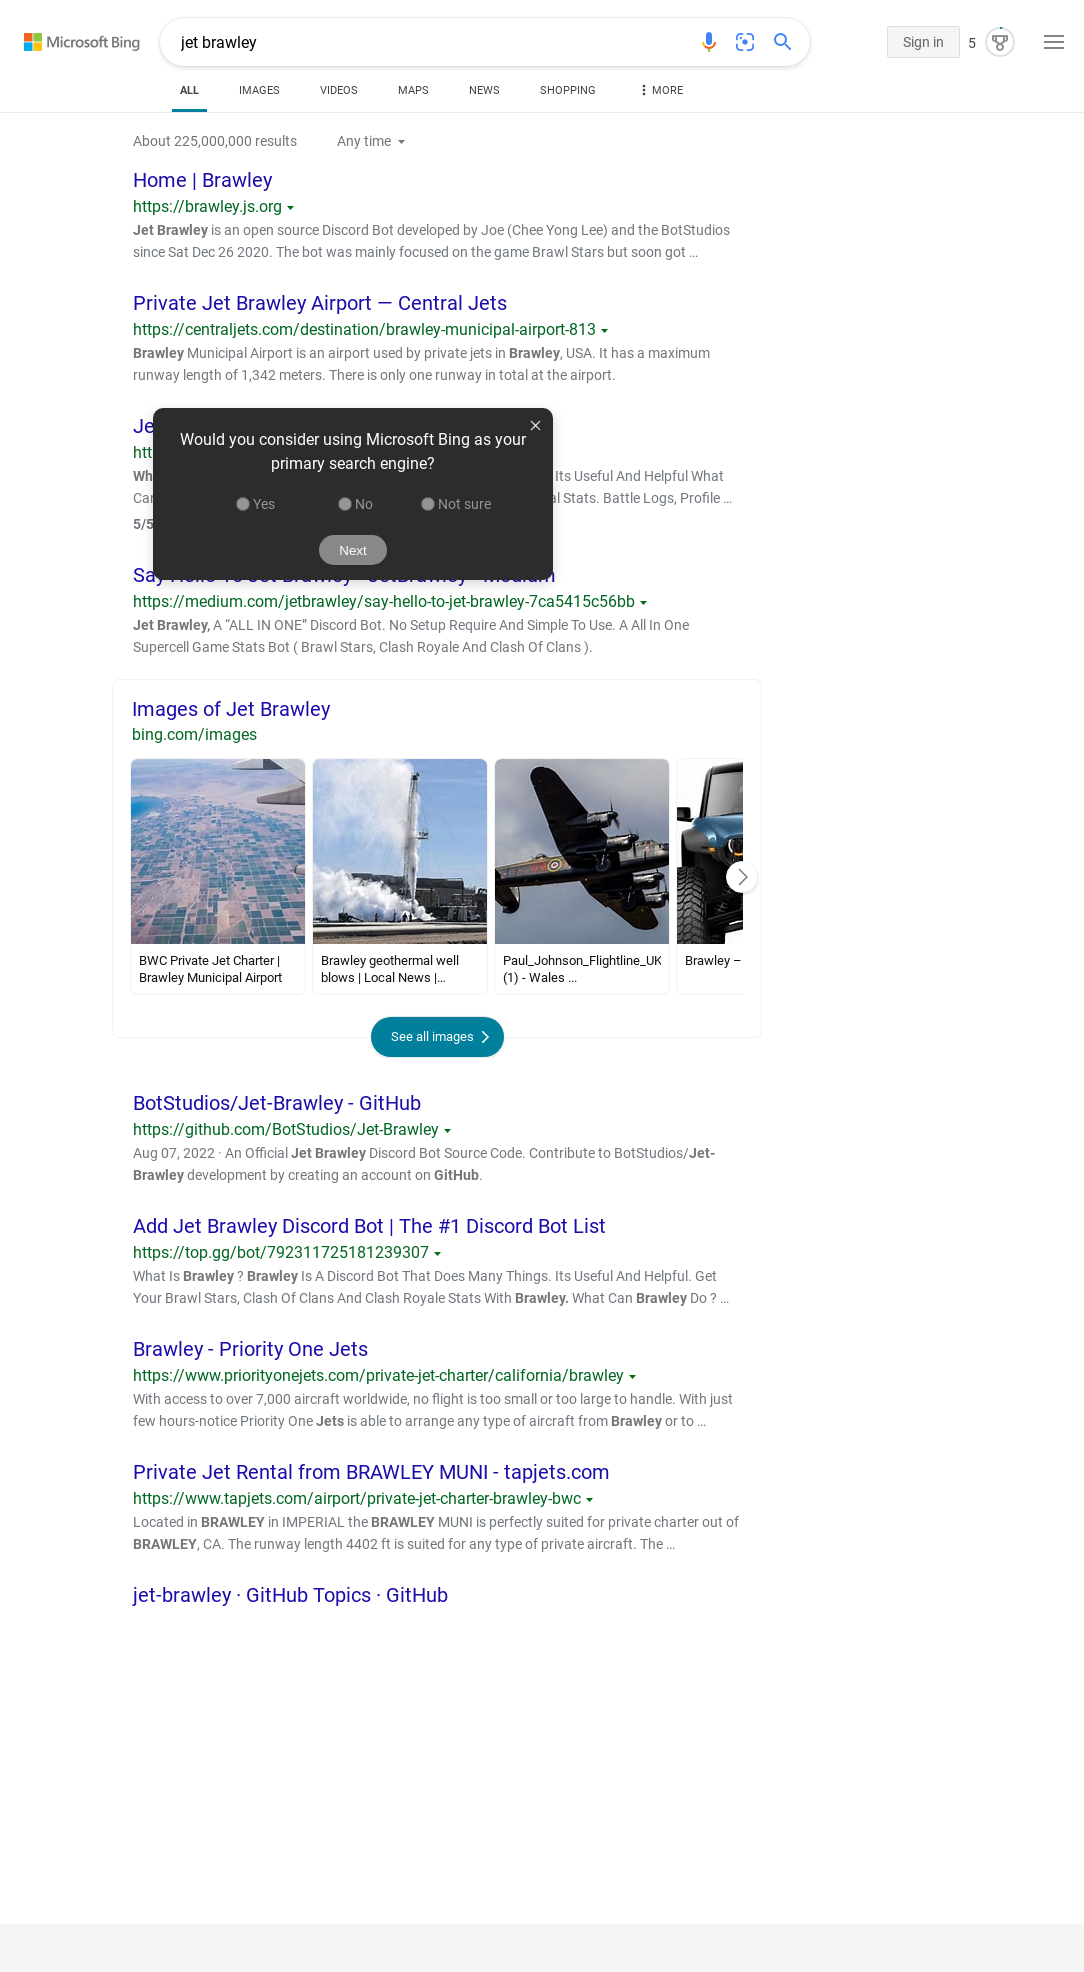 Microsoft Bing
jet brawley
Sign in
5
ALL
IMAGES
VIDEOS
MAPS
NEWS
SHOPPING
MORE
About 225,000,000 results
Any time
Home | Brawley
https://brawley.js.org
Jet Brawley is an open source Discord Bot developed by Joe (Chee Yong Lee) and the BotStudios
since Sat Dec 26 2020. The bot was mainly focused on the game Brawl Stars but soon got …
Private Jet Brawley Airport — Central Jets
https://centraljets.com/destination/brawley-municipal-airport-813
Brawley Municipal Airport is an airport used by private jets in Brawley, USA. It has a maximum
runway length of 1,342 meters. There is only one runway in total at the airport.
Would you consider using Microsoft Bing as your
primary search engine?
Yes
No
Not sure
Next
Its Useful And Helpful What
Stats. Battle Logs, Profile …
5/5
Say Hello To Jet Brawley - JetBrawley - Medium
https://medium.com/jetbrawley/say-hello-to-jet-brawley-7ca5415c56bb
Jet Brawley, A “ALL IN ONE” Discord Bot. No Setup Require And Simple To Use. A All In One
Supercell Game Stats Bot ( Brawl Stars, Clash Royale And Clash Of Clans ).
Images of Jet Brawley
bing.com/images
BWC Private Jet Charter |
Brawley Municipal Airport
Brawley geothermal well
blows | Local News |…
Paul_Johnson_Flightline_UK
(1) - Wales ...
Brawley –
See all images
BotStudios/Jet-Brawley - GitHub
https://github.com/BotStudios/Jet-Brawley
Aug 07, 2022 · An Official Jet Brawley Discord Bot Source Code. Contribute to BotStudios/Jet-
Brawley development by creating an account on GitHub.
Add Jet Brawley Discord Bot | The #1 Discord Bot List
https://top.gg/bot/792311725181239307
What Is Brawley ? Brawley Is A Discord Bot That Does Many Things. Its Useful And Helpful. Get
Your Brawl Stars, Clash Of Clans And Clash Royale Stats With Brawley. What Can Brawley Do ? …
Brawley - Priority One Jets
https://www.priorityonejets.com/private-jet-charter/california/brawley
With access to over 7,000 aircraft worldwide, no flight is too small or too large to handle. With just
few hours-notice Priority One Jets is able to arrange any type of aircraft from Brawley or to …
Private Jet Rental from BRAWLEY MUNI - tapjets.com
https://www.tapjets.com/airport/private-jet-charter-brawley-bwc
Located in BRAWLEY in IMPERIAL the BRAWLEY MUNI is perfectly suited for private charter out of
BRAWLEY, CA. The runway length 4402 ft is suited for any type of private aircraft. The …
jet-brawley · GitHub Topics · GitHub